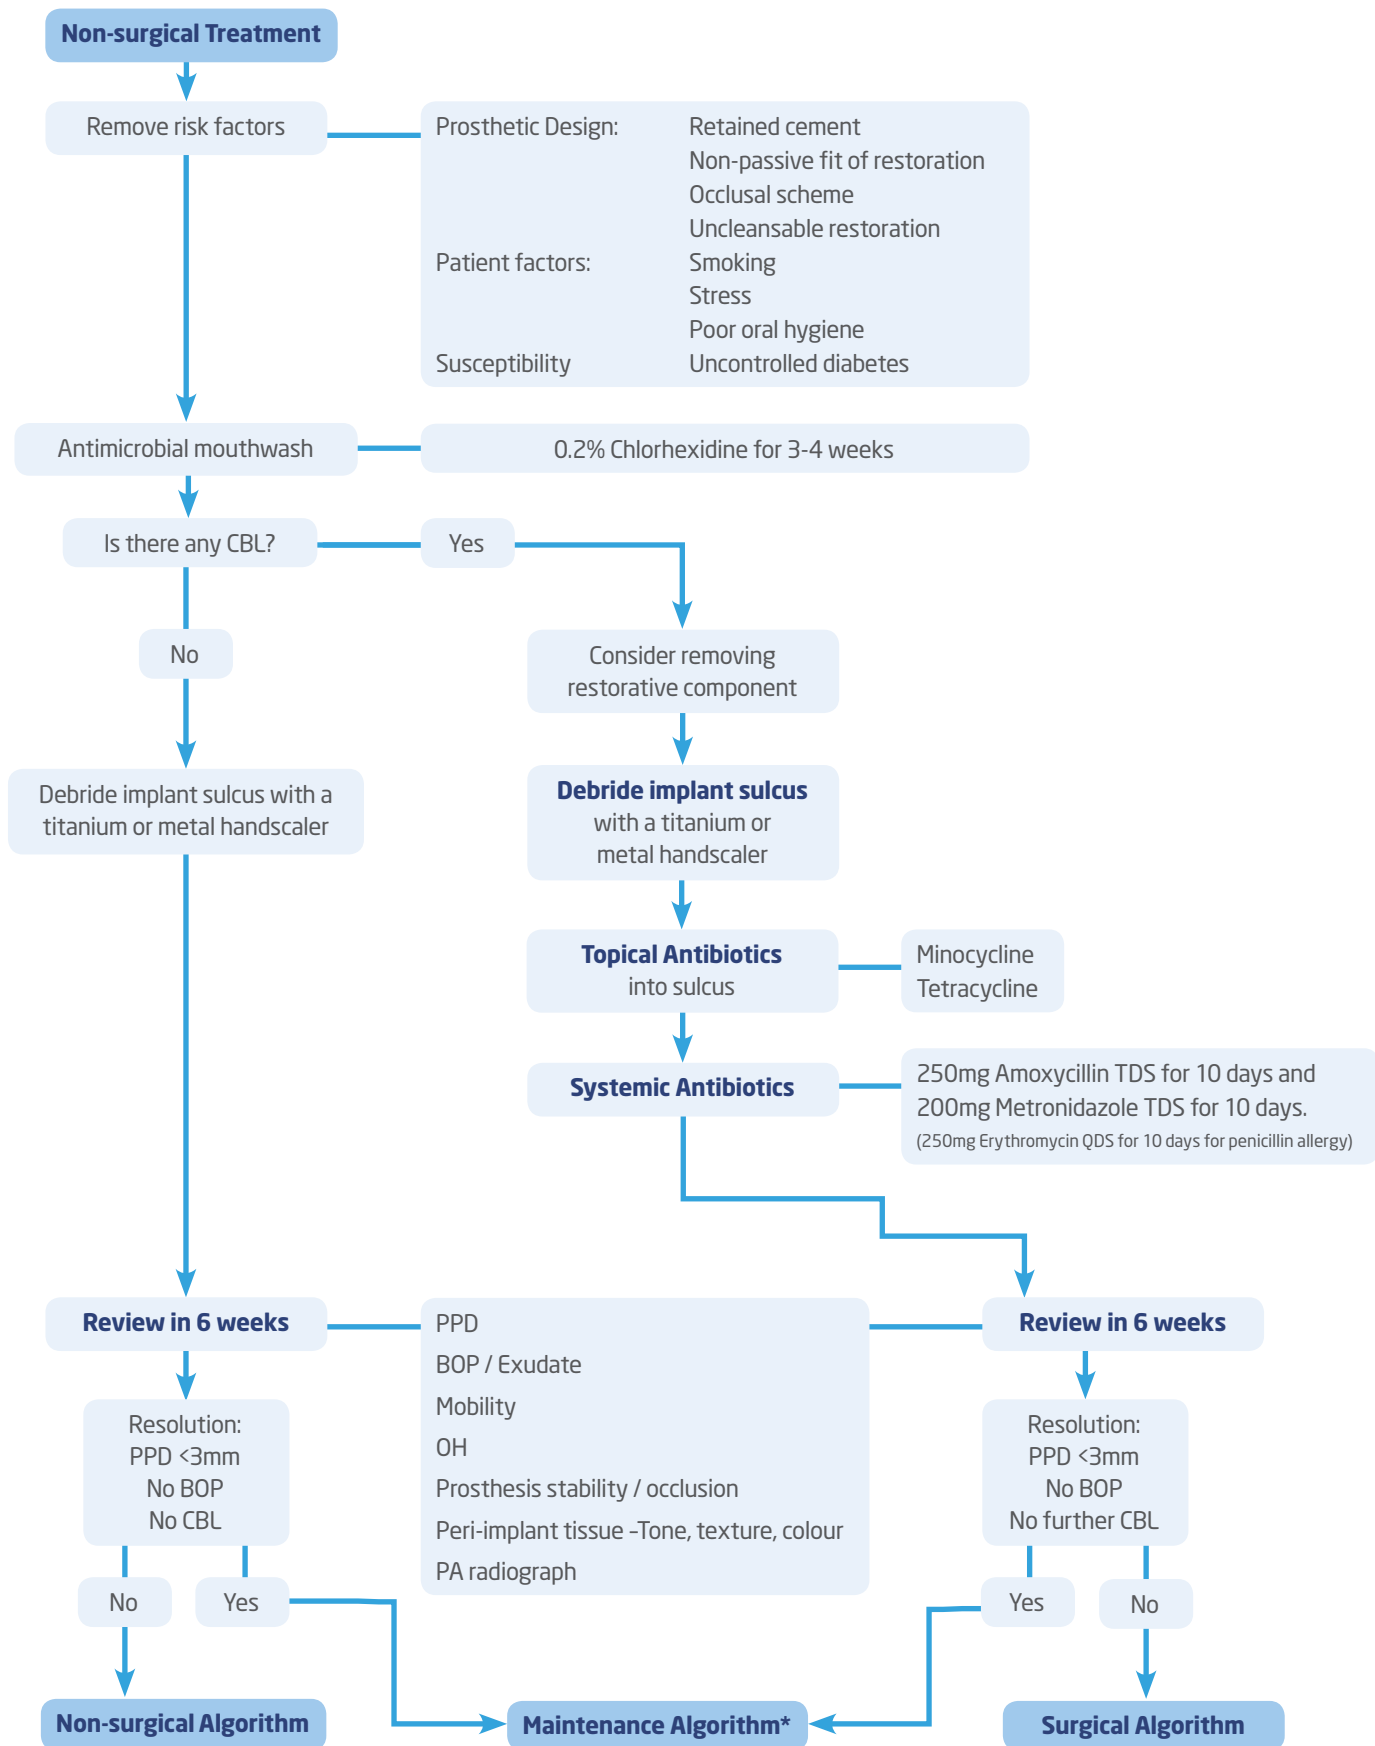 Non-surgical Treatment
Remove risk factors
Prosthetic Design: Retained cement
Non-passive fit of restoration
Occlusal scheme
Uncleansable restoration
Patient factors: Smoking
Stress
Poor oral hygiene
Susceptibility Uncontrolled diabetes
Antimicrobial mouthwash
0.2% Chlorhexidine for 3-4 weeks
Is there any CBL?
Yes
No
Consider removing
restorative component
Debride implant sulcus with a
titanium or metal handscaler
Debride implant sulcus
with a titanium or
metal handscaler
Topical Antibiotics
into sulcus
Minocycline
Tetracycline
Systemic Antibiotics
250mg Amoxycillin TDS for 10 days and
200mg Metronidazole TDS for 10 days.
(250mg Erythromycin QDS for 10 days for penicillin allergy)
Review in 6 weeks
PPD
BOP / Exudate
Mobility
OH
Prosthesis stability / occlusion
Peri-implant tissue –Tone, texture, colour
PA radiograph
Review in 6 weeks
Resolution:
PPD <3mm
No BOP
No CBL
Resolution:
PPD <3mm
No BOP
No further CBL
No
Yes
Yes
No
Non-surgical Algorithm
Maintenance Algorithm*
Surgical Algorithm